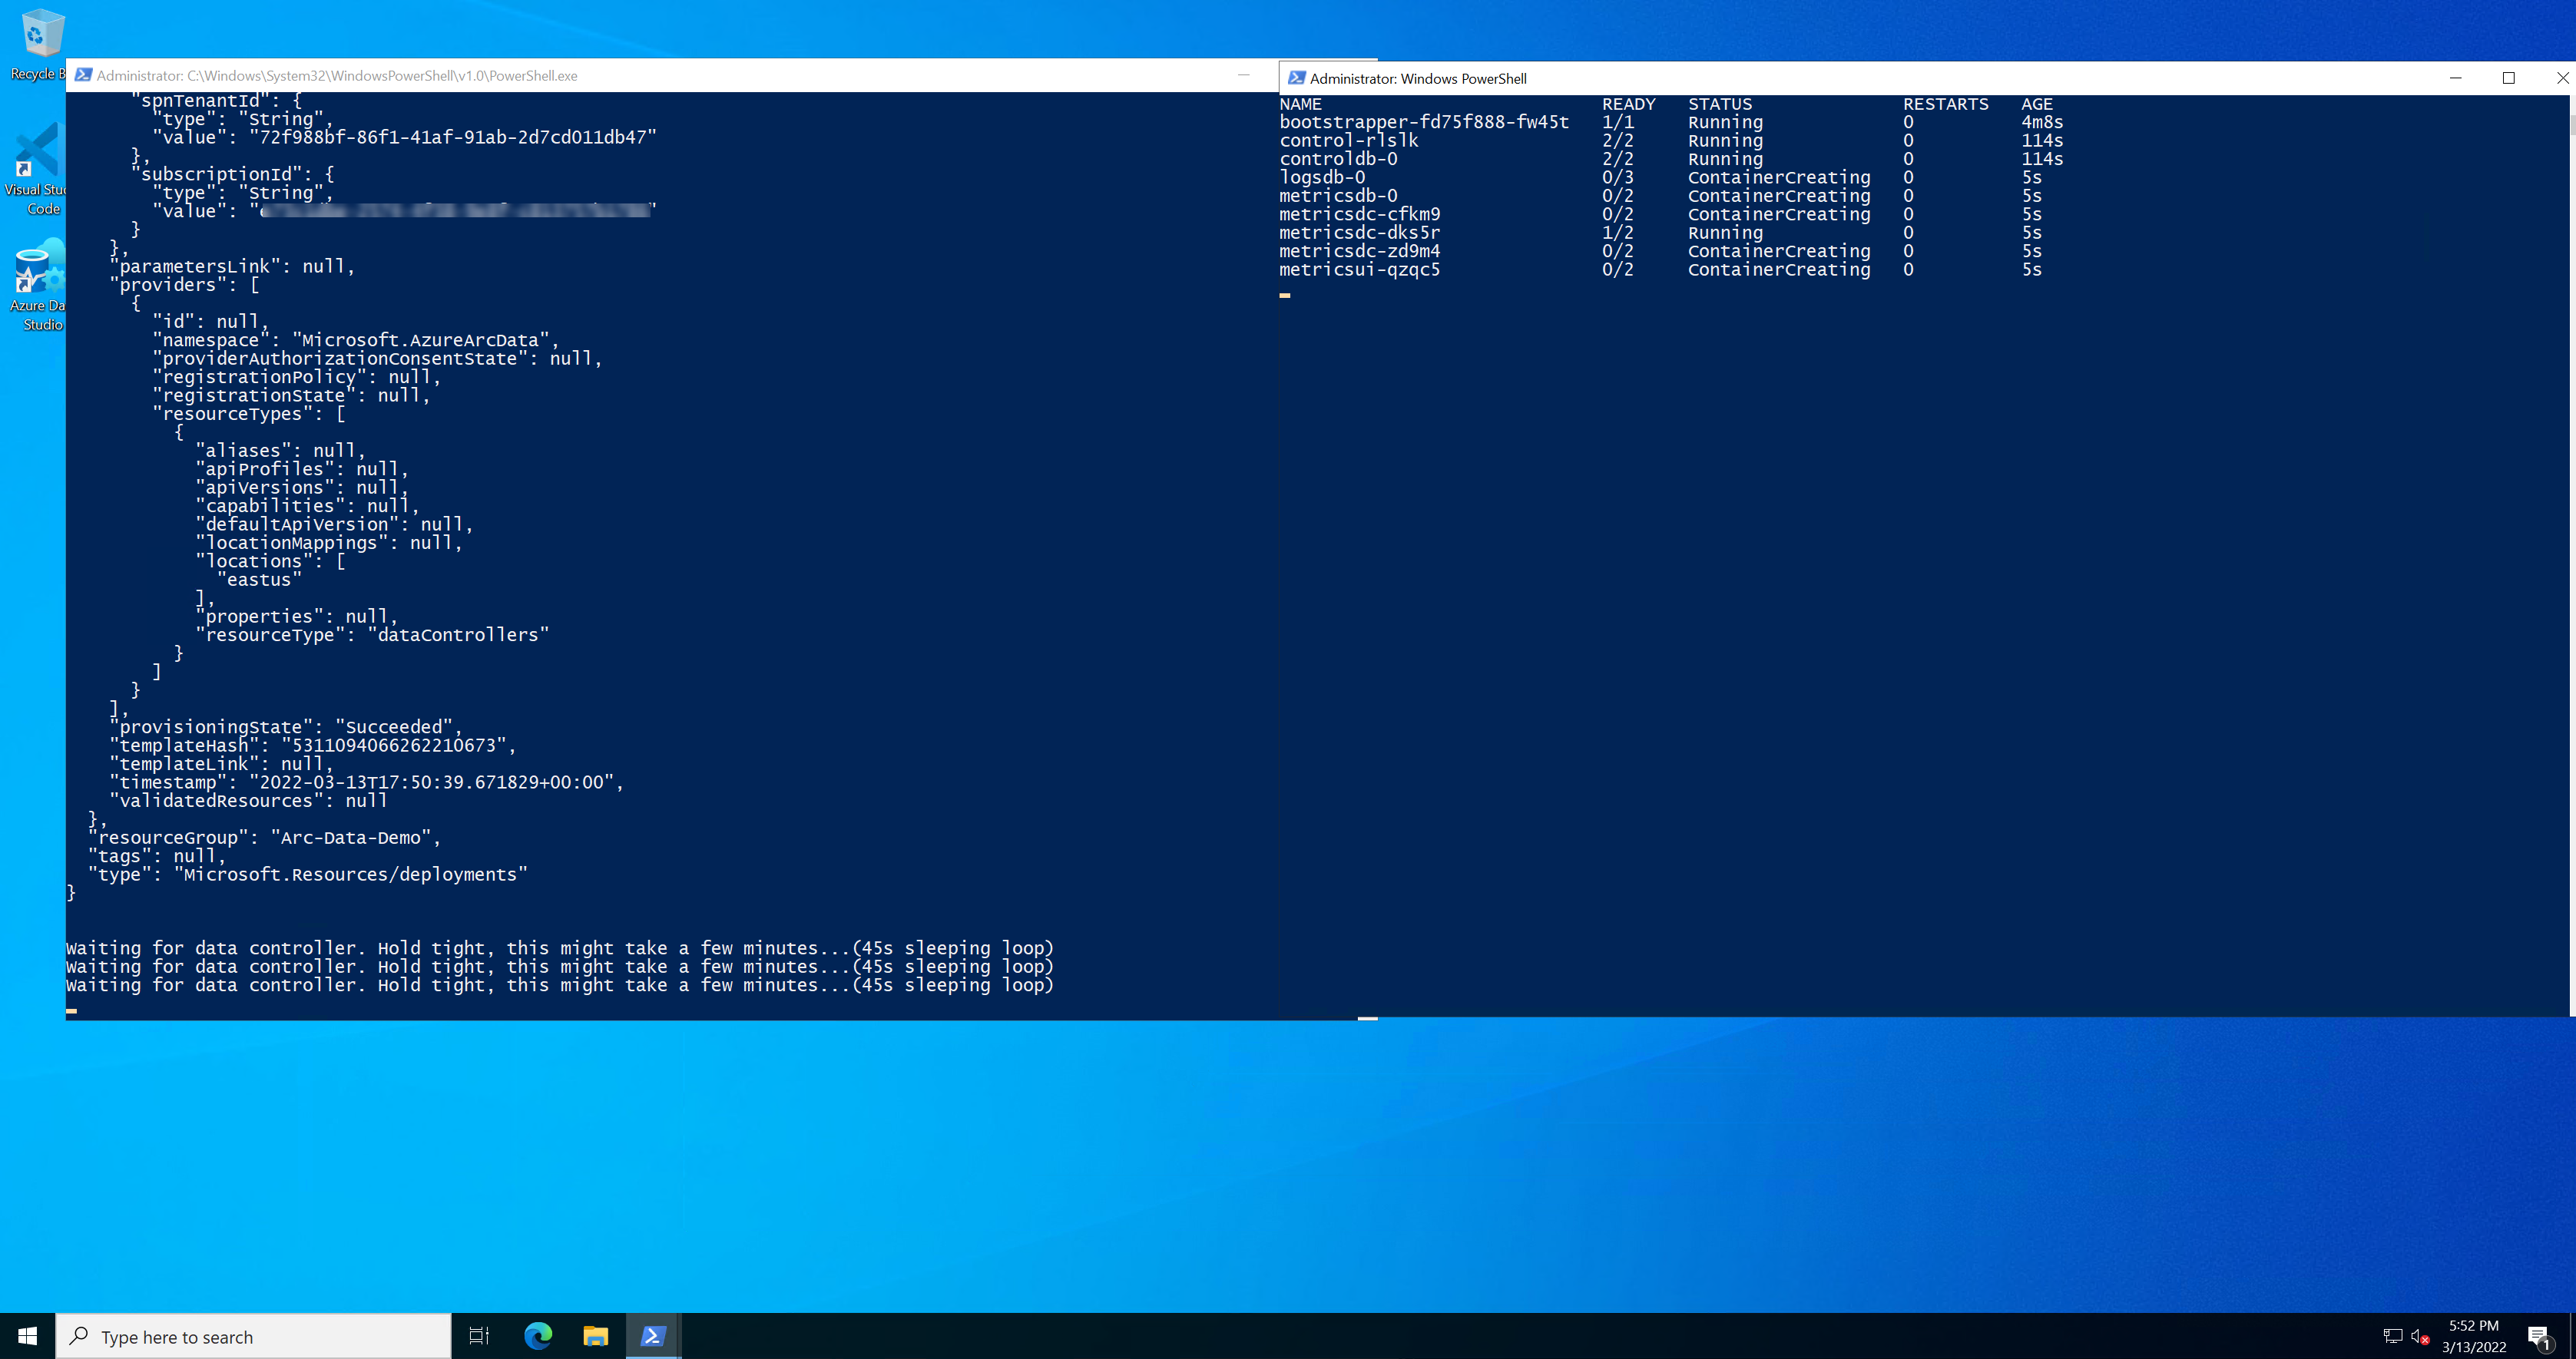 Recycle B
Visual Stu
Code
Azure Da
Studio
Administrator: C:\Windows\System32\WindowsPowerShell\v1.0\PowerShell.exe
"spnTenantId": {
"type": "String",
"value": "72f988bf-86f1-41af-91ab-2d7cd011db47"
},
"subscriptionId": {
"type": "String",
"value": "
}
},
"parametersLink": null,
"providers": [
{
"id": null,
"namespace": "Microsoft.AzureArcData",
"providerAuthorizationConsentState": null,
"registrationPolicy": null,
"registrationState": null,
"resourceTypes": [
{
"aliases": null,
"apiProfiles": null,
"apiVersions": null,
"capabilities": null,
"defaultApiVersion": null,
"locationMappings": null,
"locations": [
"eastus"
],
"properties": null,
"resourceType": "dataControllers"
}
]
}
],
"provisioningState": "Succeeded",
"templateHash": "5311094066262210673",
"templateLink": null,
"timestamp": "2022-03-13T17:50:39.671829+00:00",
"validatedResources": null
},
"resourceGroup": "Arc-Data-Demo",
"tags": null,
"type": "Microsoft.Resources/deployments"
}
Waiting for data controller. Hold tight, this might take a few minutes...(45s sleeping loop)
Waiting for data controller. Hold tight, this might take a few minutes...(45s sleeping loop)
Waiting for data controller. Hold tight, this might take a few minutes...(45s sleeping loop)
Administrator: Windows PowerShell
NAME READY STATUS RESTARTS AGE
bootstrapper-fd75f888-fw45t 1/1 Running 0 4m8s
control-rlslk 2/2 Running 0 114s
controldb-0 2/2 Running 0 114s
logsdb-0 0/3 ContainerCreating 0 5s
metricsdb-0 0/2 ContainerCreating 0 5s
metricsdc-cfkm9 0/2 ContainerCreating 0 5s
metricsdc-dks5r 1/2 Running 0 5s
metricsdc-zd9m4 0/2 ContainerCreating 0 5s
metricsui-qzqc5 0/2 ContainerCreating 0 5s
Type here to search
5:52 PM
3/13/2022
1